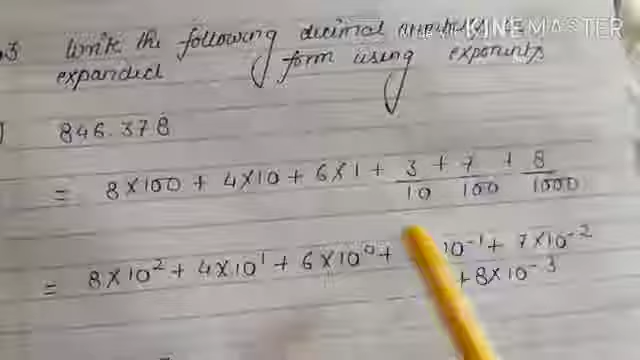 .3 Write the following decimal numbers in
expanded form using exponents
KINEMASTER
846.378
= 8×100 + 4×10 + 6×1 + 3/10 + 7/100 + 8/1000
= 8×10² + 4×10¹ + 6×10⁰ + 10⁻¹ + 7×10⁻²
+ 8×10⁻³